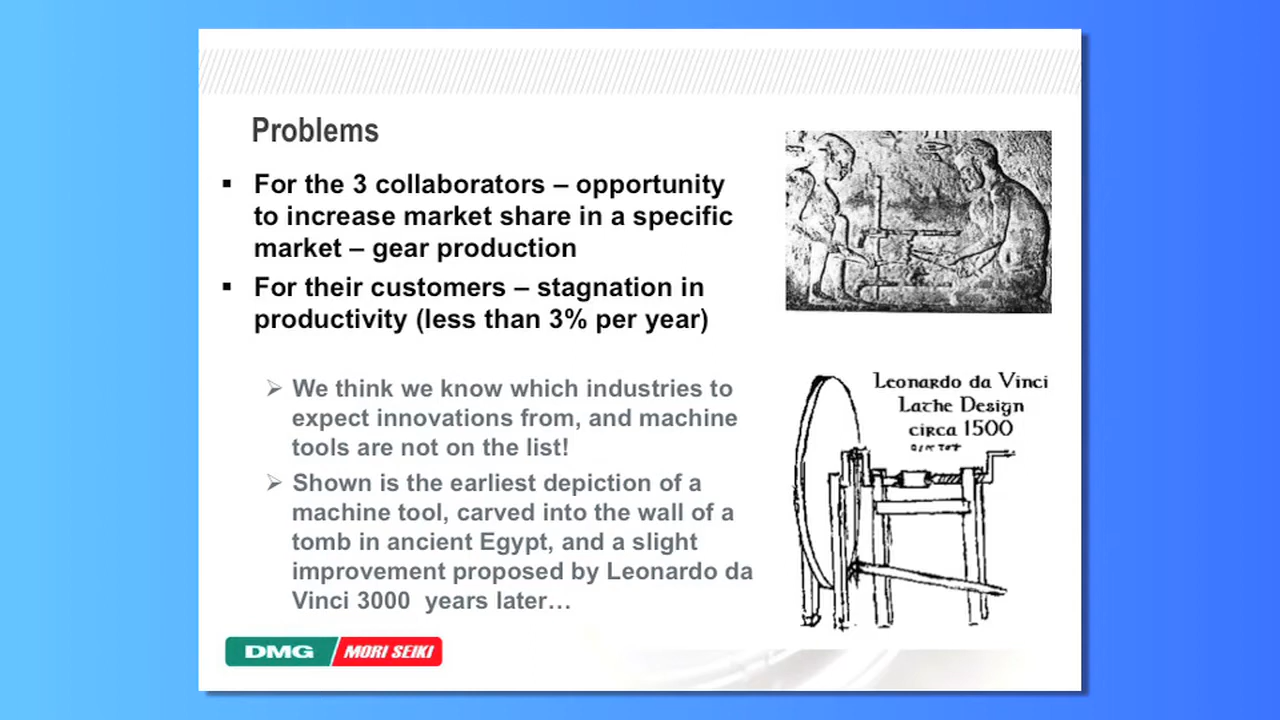 Problems
▪ For the 3 collaborators – opportunity
to increase market share in a specific
market – gear production
▪ For their customers – stagnation in
productivity (less than 3% per year)
➢ We think we know which industries to
expect innovations from, and machine
tools are not on the list!
➢ Shown is the earliest depiction of a
machine tool, carved into the wall of a
tomb in ancient Egypt, and a slight
improvement proposed by Leonardo da
Vinci 3000  years later…
Leonardo da Vinci
Lathe Design
circa 1500
DMG MORI SEIKI